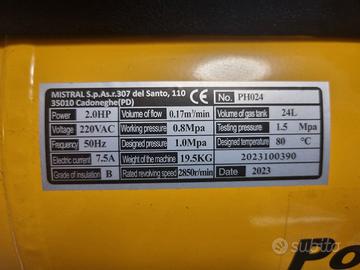 MISTRAL S.p.As.r.307 del Santo, 110
35010 Cadoneghe(PD)
CE No. PH024
Power 2.0HP Volume of flow 0.17m³/min Volume of gas tank 24L
Voltage 220VAC Working pressure 0.8Mpa Testing pressure 1.5 Mpa
Frequency 50Hz Designed pressure 1.0Mpa Designed temperature 80 ℃
Electric current 7.5A Weight of the machine 19.5KG 2023100390
Grade of insulation B Rated revolving speed 2850r/min Date 2023
Po
subito